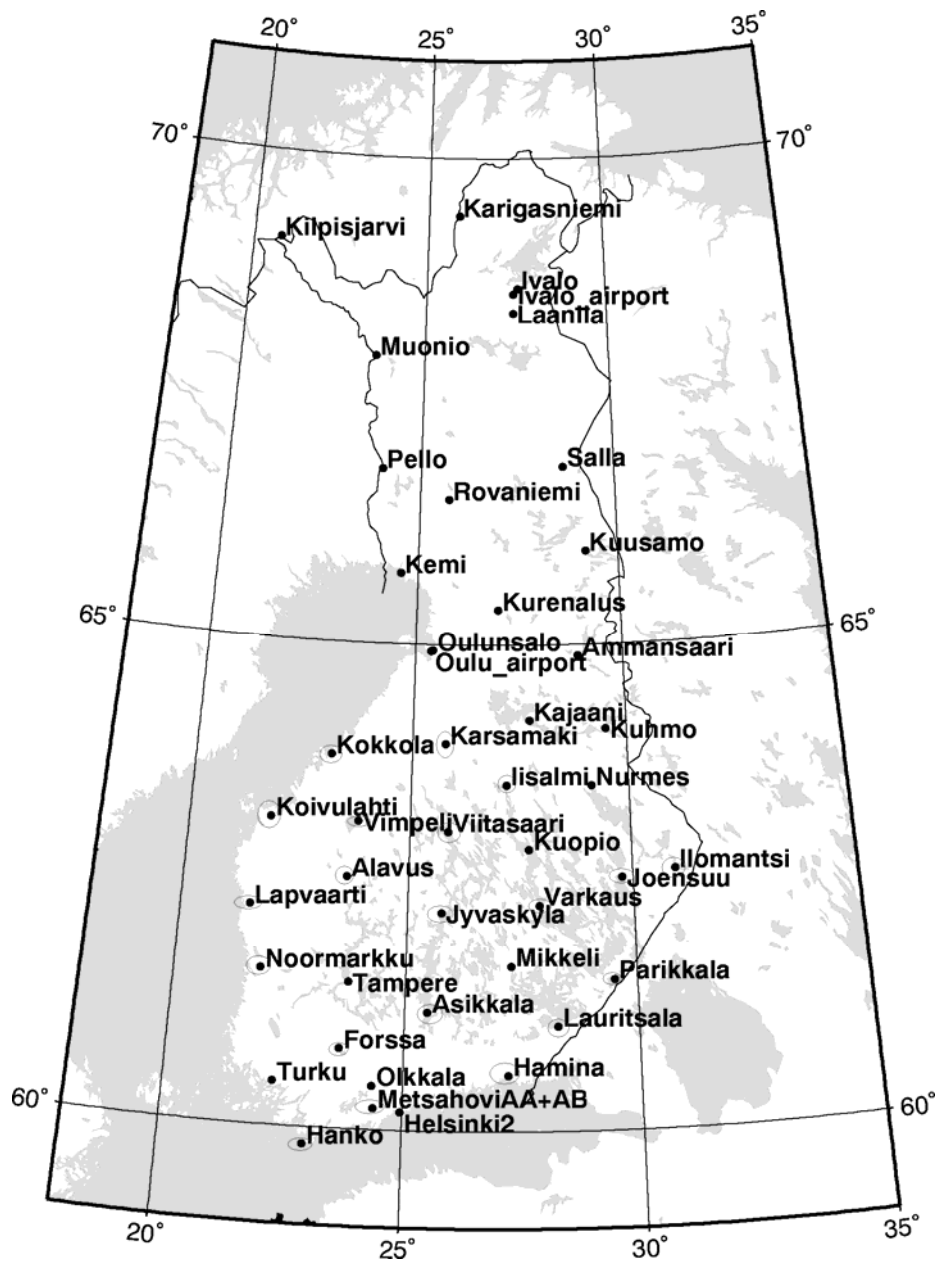 20° 25° 30° 35°
70° 70°
Karigasniemi
Kilpisjarvi
Ivalo
Ivalo_airport
Laanila
Muonio
Pello
Salla
Rovaniemi
Kuusamo
Kemi
Kurenalus
65° 65°
Oulunsalo
Ammansaari
Oulu_airport
Kajaani
Kuhmo
Karsamaki
Kokkola
Iisalmi Nurmes
Koivulahti
Vimpeli Viitasaari
Kuopio
Ilomantsi
Alavus
Joensuu
Lapvaarti
Varkaus
Jyvaskyla
Noormarkku
Mikkeli
Parikkala
Tampere
Asikkala
Lauritsala
Forssa
Hamina
Turku
Olkkala
60° 60°
MetsahoviAA+AB
Helsinki2
Hanko
20° 25° 30° 35°